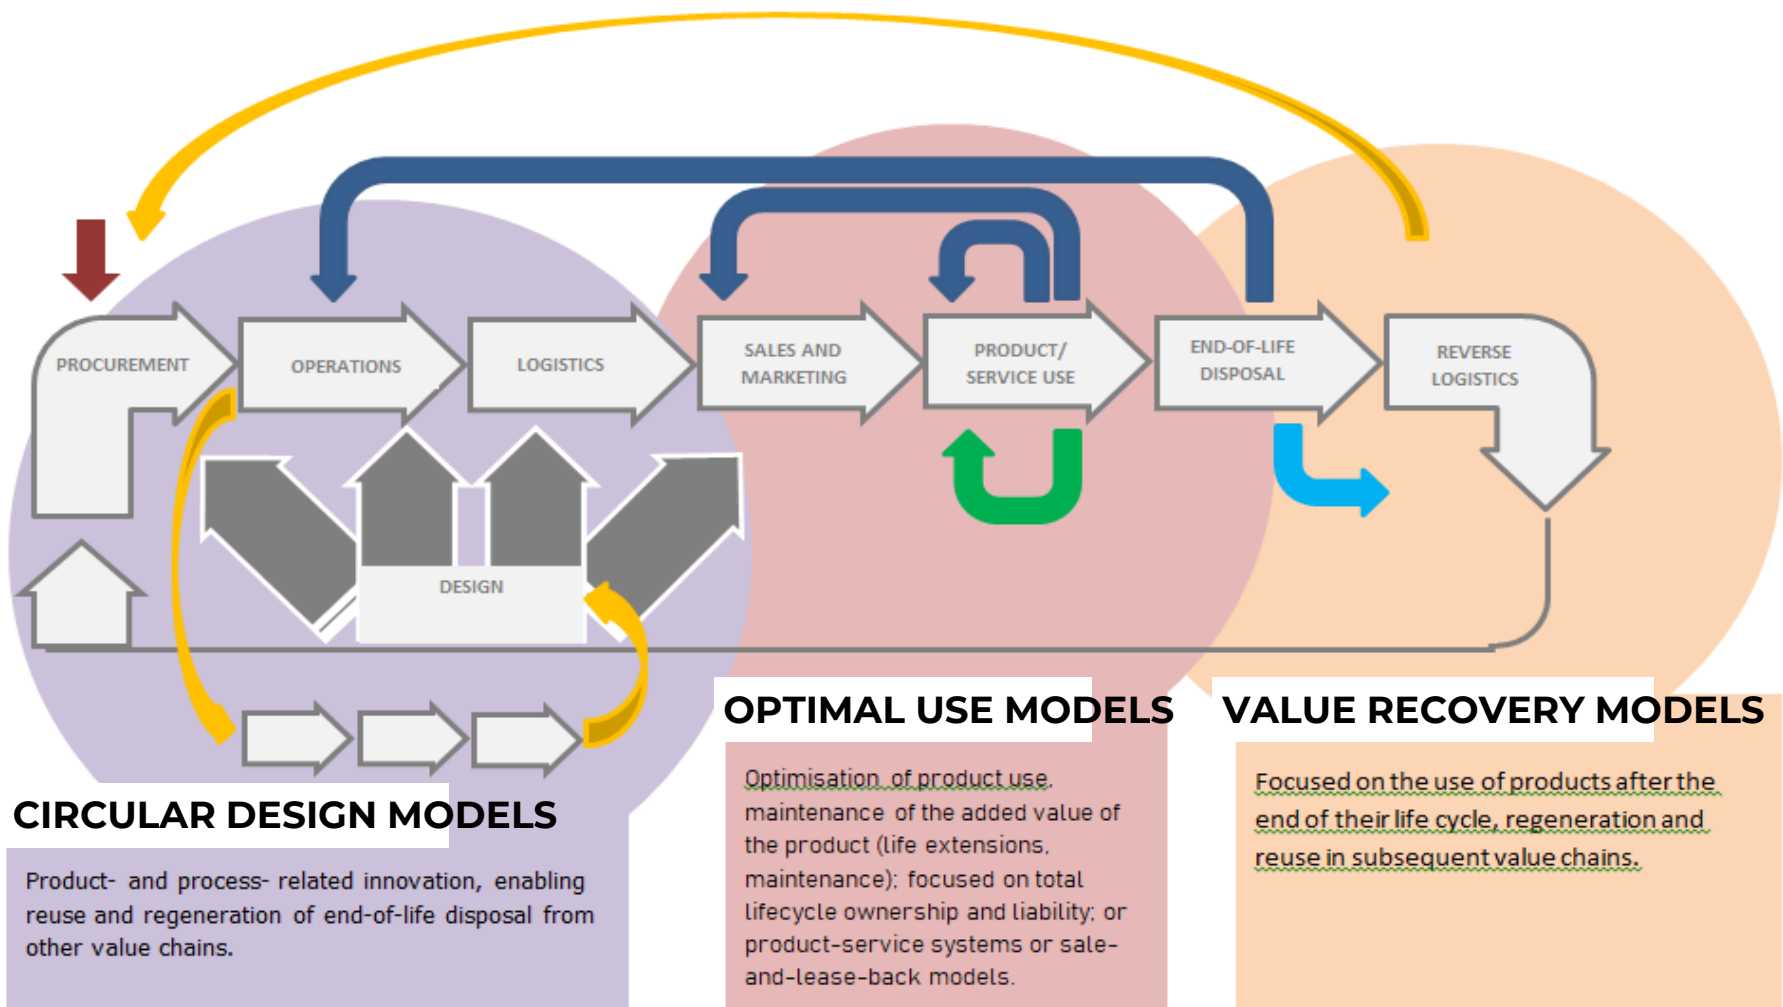 PROCUREMENT
OPERATIONS
LOGISTICS
SALES AND
MARKETING
PRODUCT/
SERVICE USE
END-OF-LIFE
DISPOSAL
REVERSE
LOGISTICS
DESIGN
CIRCULAR DESIGN MODELS
Product- and process- related innovation, enabling
reuse and regeneration of end-of-life disposal from
other value chains.
OPTIMAL USE MODELS
Optimisation of product use,
maintenance of the added value of
the product (life extensions,
maintenance); focused on total
lifecycle ownership and liability; or
product-service systems or sale-
and-lease-back models.
VALUE RECOVERY MODELS
Focused on the use of products after the
end of their life cycle, regeneration and
reuse in subsequent value chains.